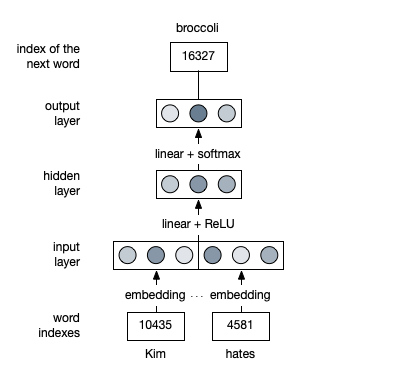 broccoli
index of the
next word
16327
output
layer
linear + softmax
hidden
layer
linear + ReLU
input
layer
embedding ··· embedding
word
indexes
10435
4581
Kim
hates